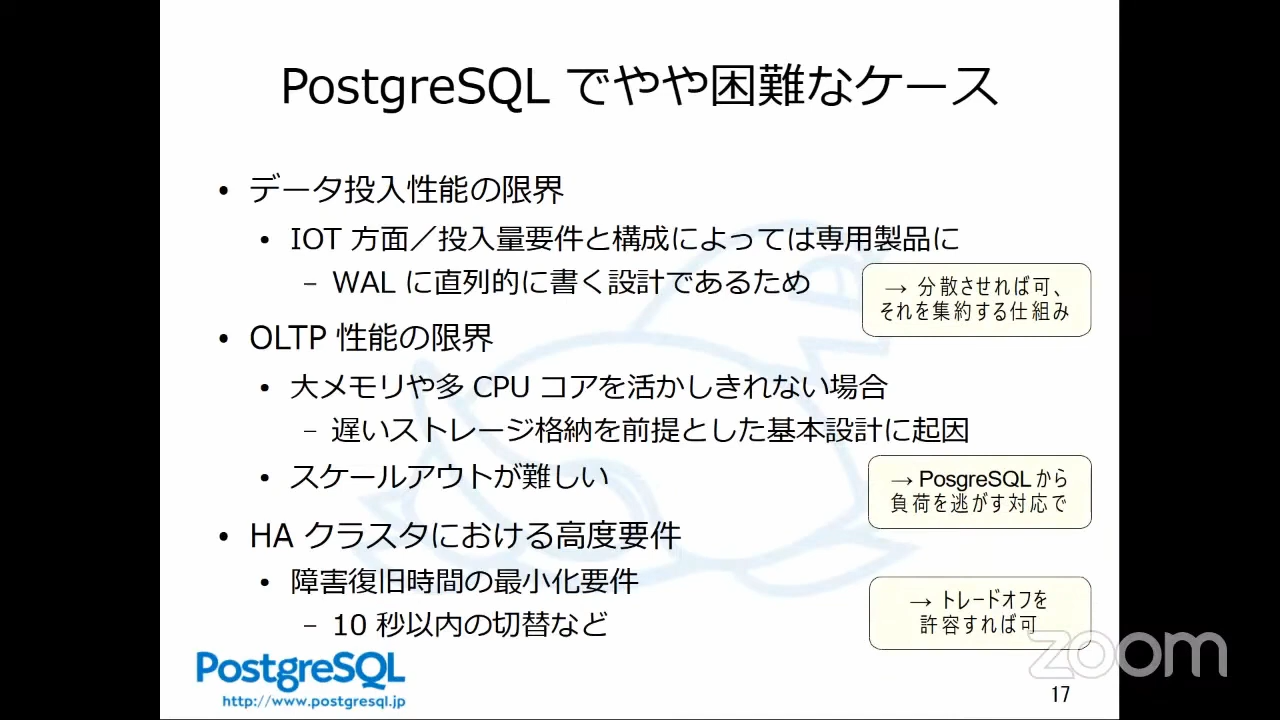 PostgreSQL でやや困難なケース
• データ投入性能の限界
• IOT 方面／投入量要件と構成によっては専用製品に
– WAL に直列的に書く設計であるため
→ 分散させれば可、
それを集約する仕組み
• OLTP 性能の限界
• 大メモリや多 CPU コアを活かしきれない場合
– 遅いストレージ格納を前提とした基本設計に起因
• スケールアウトが難しい
→ PosgreSQL から
負荷を逃がす対応で
• HA クラスタにおける高度要件
• 障害復旧時間の最小化要件
– 10 秒以内の切替など
→ トレードオフを
許容すれば可
zoom
PostgreSQL
http://www.postgresql.jp
17